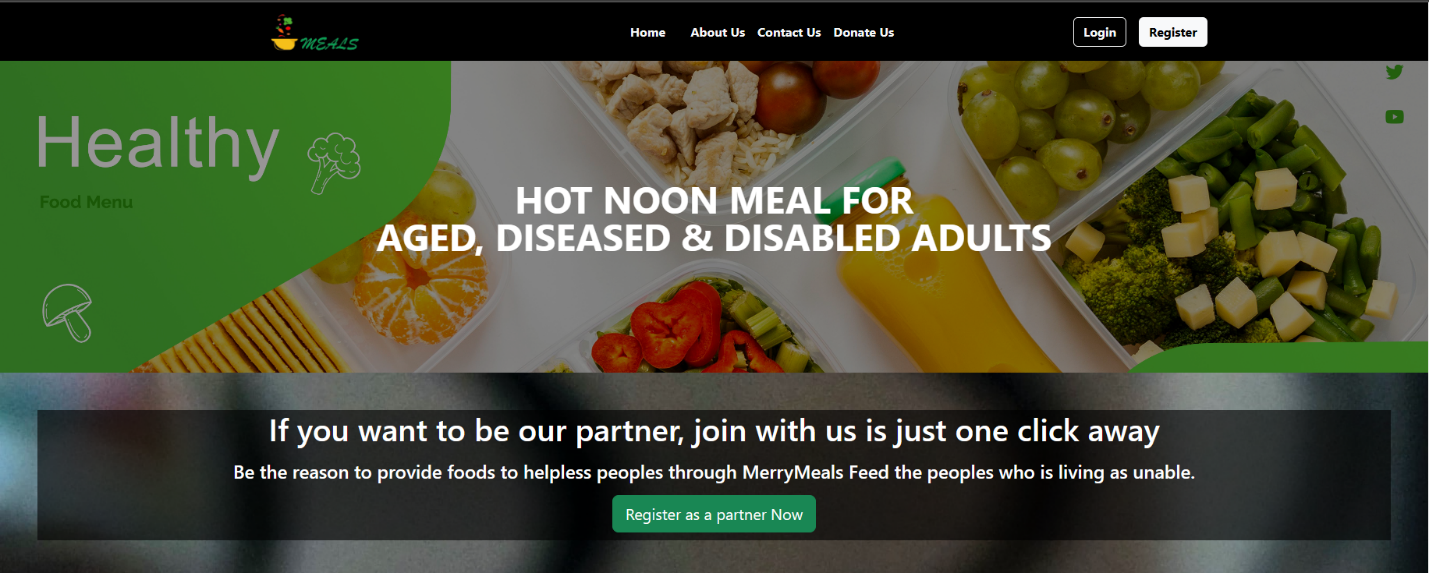 MEALS
Home About Us Contact Us Donate Us
Login Register
Healthy
Food Menu
HOT NOON MEAL FOR
AGED, DISEASED & DISABLED ADULTS
If you want to be our partner, join with us is just one click away
Be the reason to provide foods to helpless peoples through MerryMeals Feed the peoples who is living as unable.
Register as a partner Now